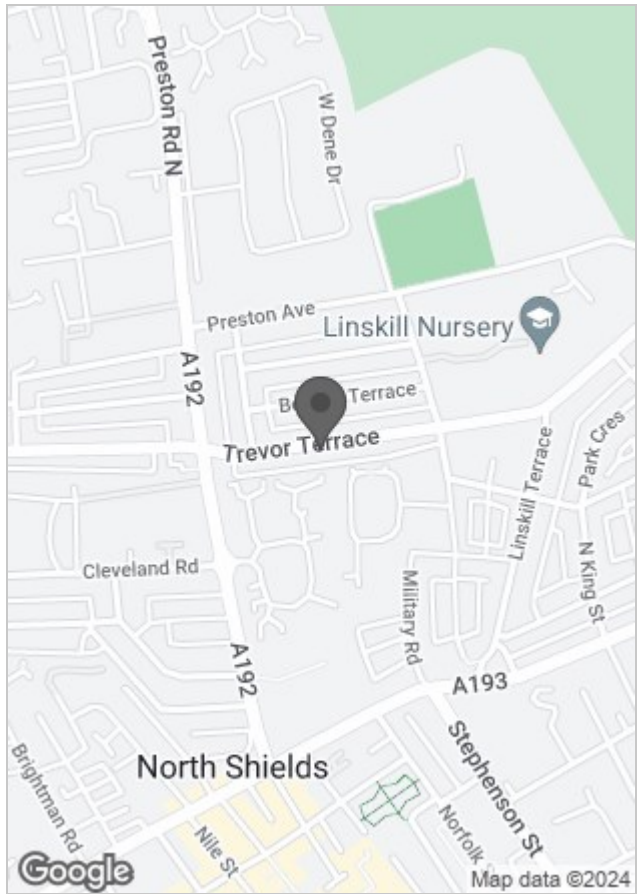 Preston Rd N
W Dene Dr
Preston Ave
Linskill Nursery
A192
Terrace
Trevor Terrace
Park Cres
Linskill Terrace
Cleveland Rd
Military Rd
N King St
A192
A193
North Shields
Stephenson St
Brightman Rd
Nile St
Norfolk
Google
Map data ©2024